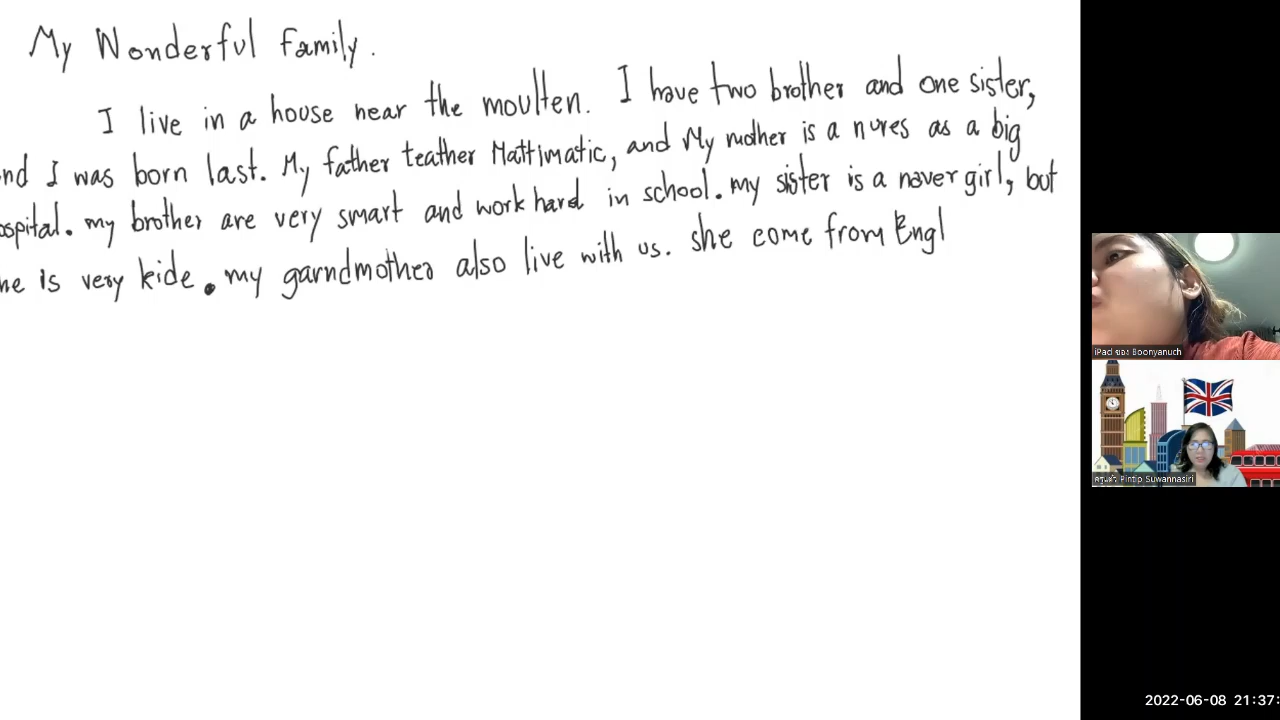 My Wonderful family.
I live in a house near the moulten. I have two brother and one sister,
nd I was born last. My father teather Mattimatic, and My mother is a nures as a big
ospital. my brother are very smart and work hard in school. my sister is a naver girl, but
he is very kide. my garndmother also live with us. she come from Engl
iPad ของ Boonyanuch
Pintip Suwannasiri
2022-06-08 21:37: